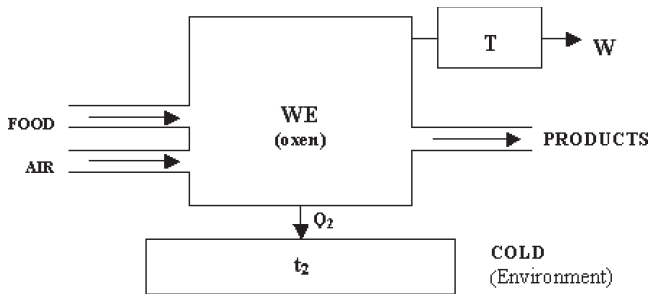 T
W
WE
(oxen)
FOOD
AIR
PRODUCTS
Q₂
t₂
COLD
(Environment)